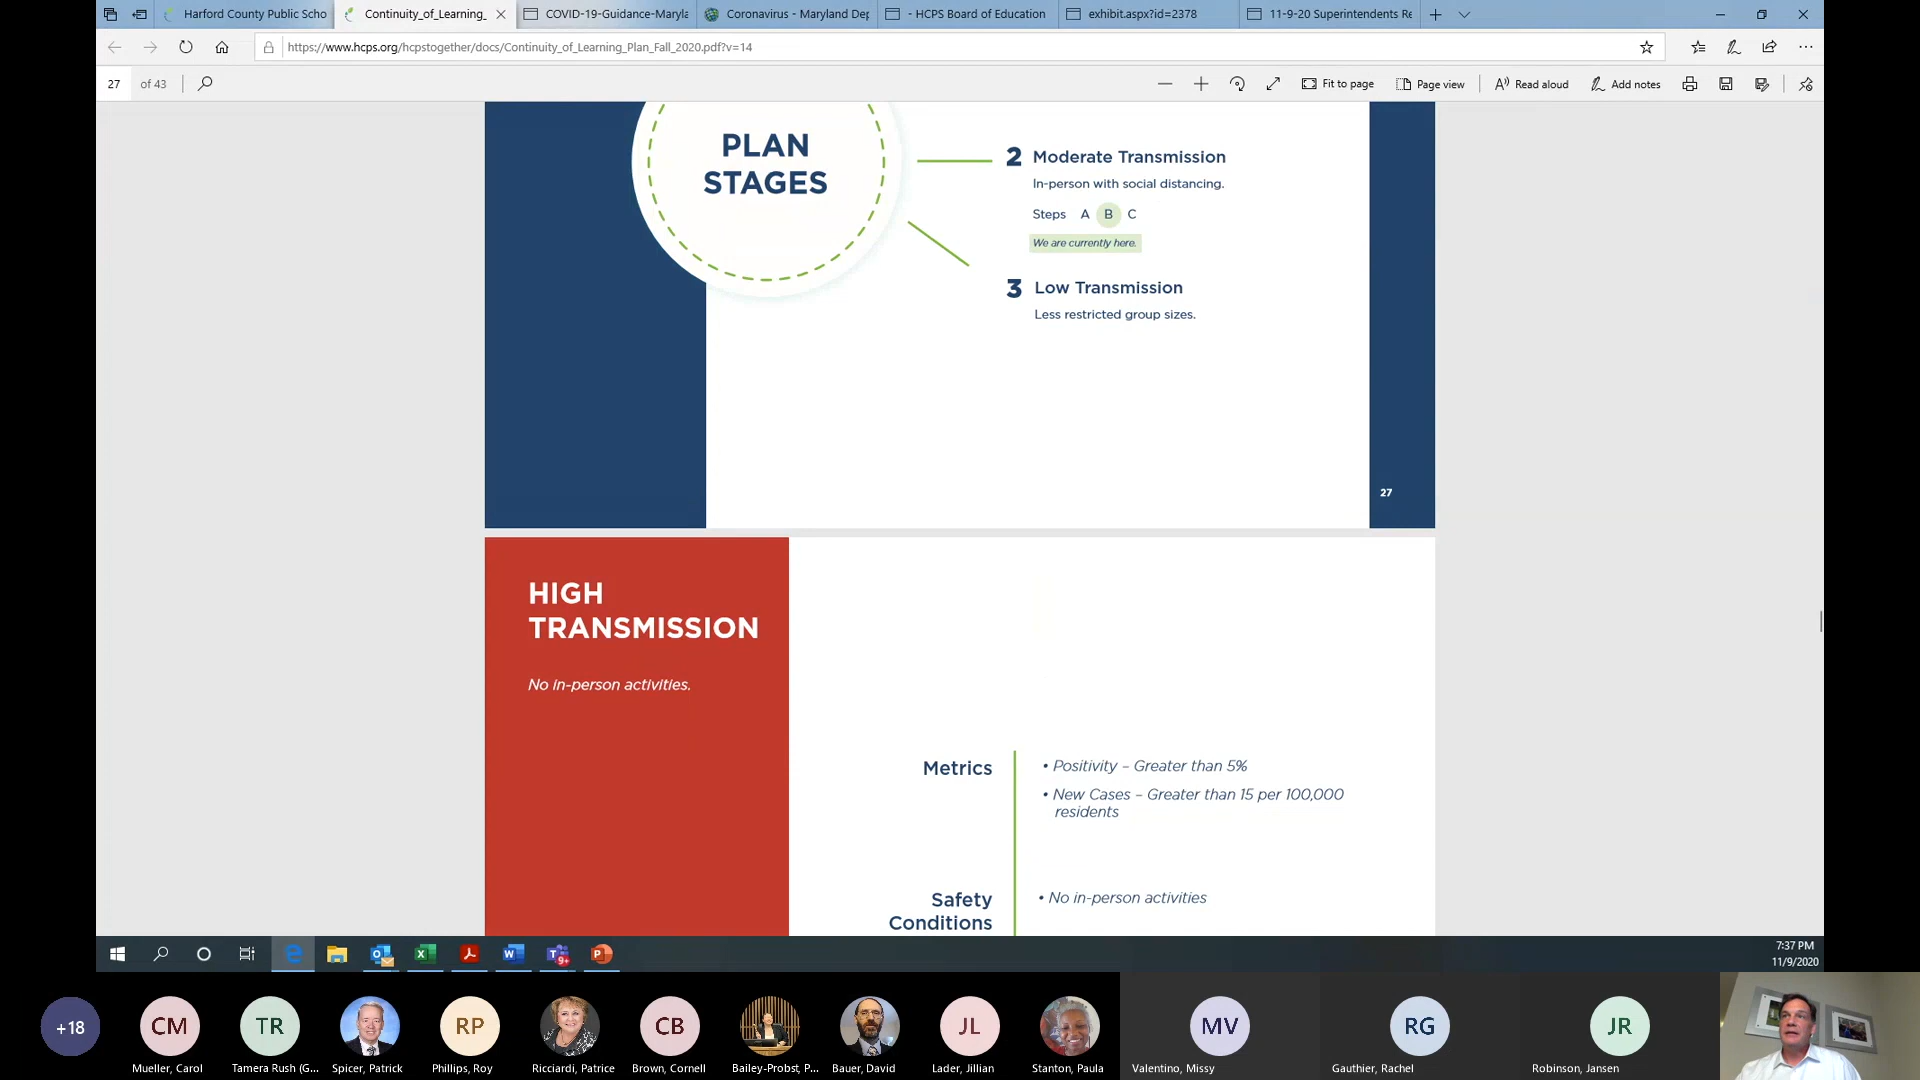 Harford County Public Scho
Continuity_of_Learning_
COVID-19-Guidance-Maryla
Coronavirus - Maryland Dep
- HCPS Board of Education
exhibit.aspx?id=2378
11-9-20 Superintendents Re
https://www.hcps.org/hcpstogether/docs/Continuity_of_Learning_Plan_Fall_2020.pdf?v=14
27 of 43
Fit to page
Page view
Read aloud
Add notes
PLAN
STAGES
2 Moderate Transmission
In-person with social distancing.
Steps A B C
We are currently here.
3 Low Transmission
Less restricted group sizes.
27
HIGH
TRANSMISSION
No in-person activities.
Metrics
• Positivity – Greater than 5%
• New Cases – Greater than 15 per 100,000
residents
Safety
Conditions
• No in-person activities
9+
7:37 PM
11/9/2020
+18
CM
TR
RP
CB
JL
MV
RG
JR
Mueller, Carol
Tamera Rush (G...
Spicer, Patrick
Phillips, Roy
Ricciardi, Patrice
Brown, Cornell
Bailey-Probst, P...
Bauer, David
Lader, Jillian
Stanton, Paula
Valentino, Missy
Gauthier, Rachel
Robinson, Jansen